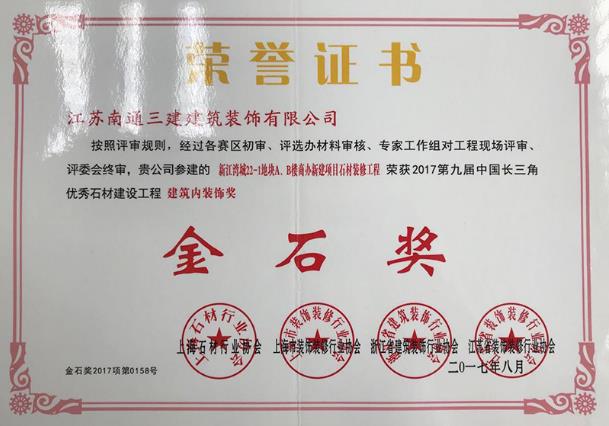 荣誉证书
江苏南通三建建筑装饰有限公司
按照评审规则，经过各赛区初审、评选办材料审核、专家工作组对工程现场评审、
评委会终审，贵公司参建的 新江湾城22-1地块A、B楼商办新建项目石材装修工程 荣获2017第九届中国长三角
优秀石材建设工程 建筑内装饰奖
金石奖
上海石材行业协会 上海市装饰装修行业协会 浙江省建筑装饰行业协会 江苏省装饰装修行业协会
金石奖2017项第0158号
二〇一七年八月